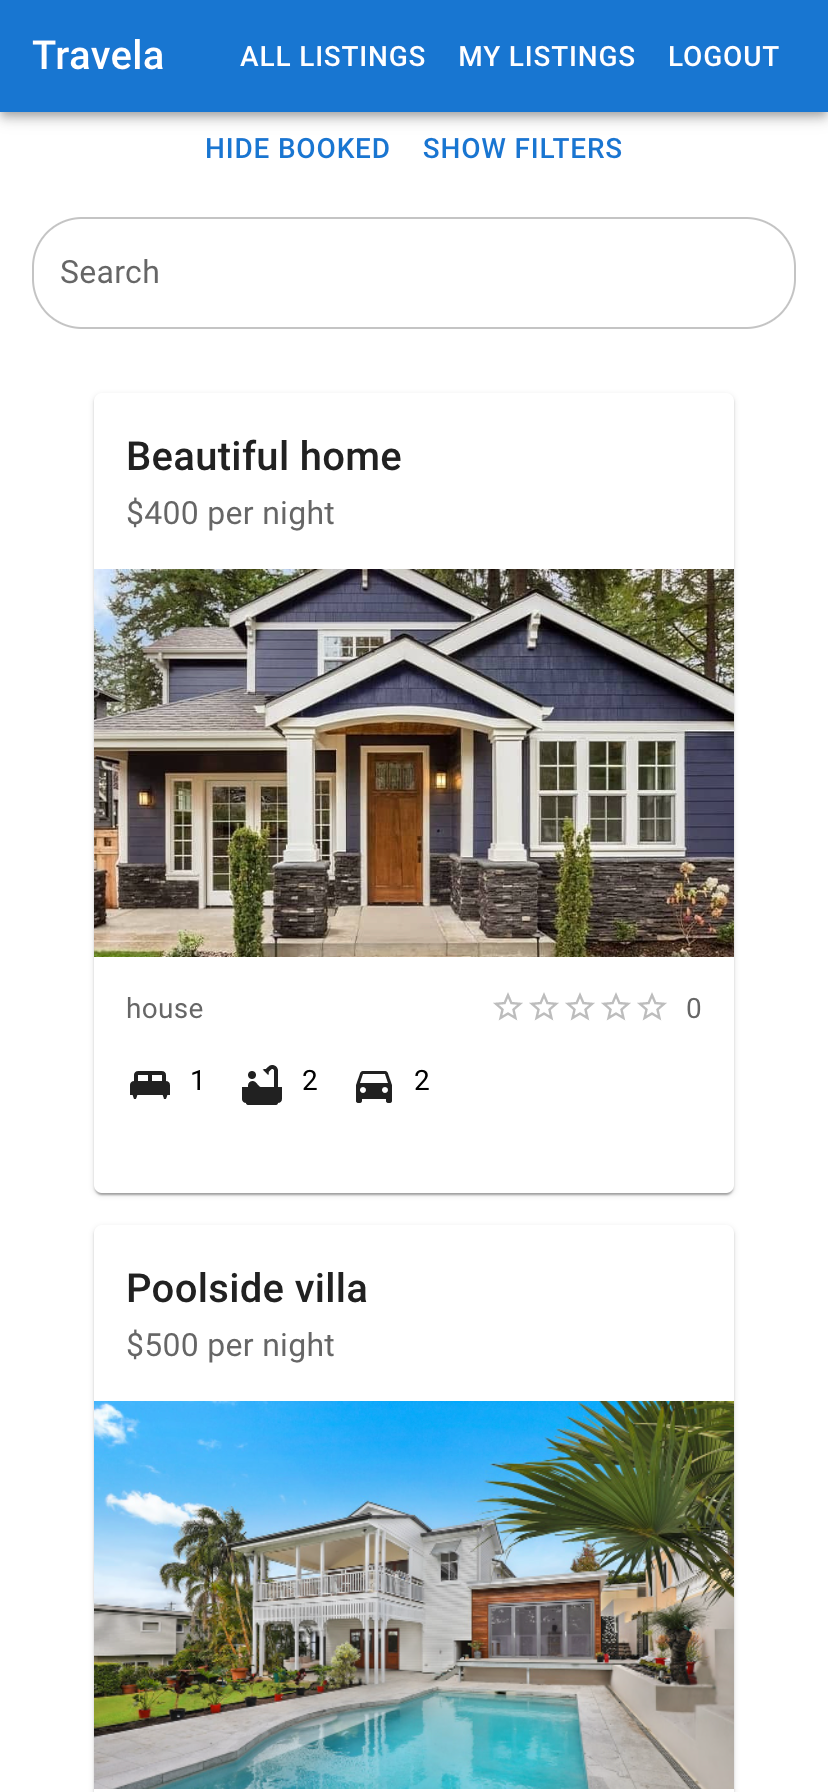 Travela ALL LISTINGS MY LISTINGS LOGOUT
HIDE BOOKED SHOW FILTERS
Search
Beautiful home
$400 per night
house 0
1 2 2
Poolside villa
$500 per night